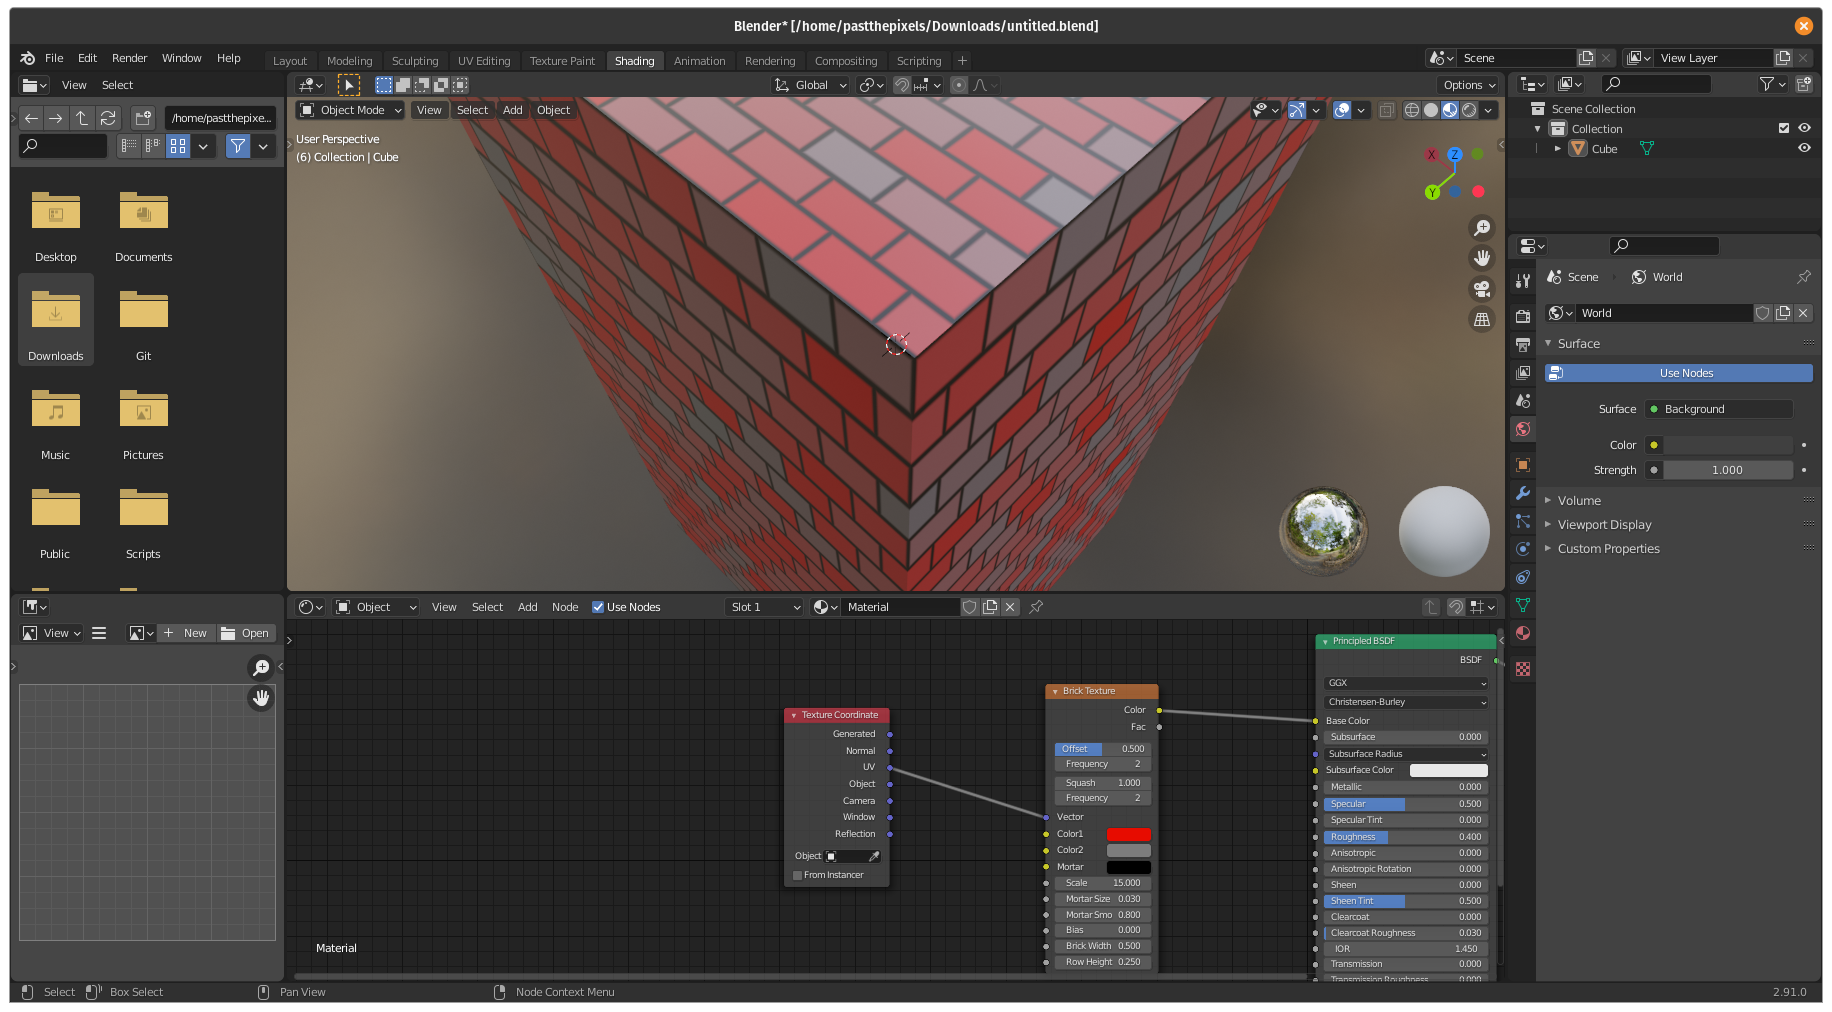 Blender* [/home/pastthepixels/Downloads/untitled.blend]
File Edit Render Window Help
Layout Modeling Sculpting UV Editing Texture Paint Shading Animation Rendering Compositing Scripting +
Scene
View Layer
View Select
Global
Options
/home/pastthepixe...
Object Mode View Select Add Object
User Perspective
(6) Collection | Cube
X
Z
Y
Desktop
Documents
Downloads
Git
Music
Pictures
Public
Scripts
Scene Collection
Collection
Cube
Scene
World
World
Surface
Use Nodes
Surface Background
Color
Strength 1.000
Volume
Viewport Display
Custom Properties
View
New
Open
Object View Select Add Node Use Nodes Slot 1 Material
Texture Coordinate
Generated
Normal
UV
Object
Camera
Window
Reflection
Object
From Instancer
Brick Texture
Color
Fac
Offset 0.500
Frequency 2
Squash 1.000
Frequency 2
Vector
Color1
Color2
Mortar
Scale 15.000
Mortar Size 0.030
Mortar Smo 0.800
Bias 0.000
Brick Width 0.500
Row Height 0.250
Principled BSDF
BSDF
GGX
Christensen-Burley
Base Color
Subsurface 0.000
Subsurface Radius
Subsurface Color
Metallic 0.000
Specular 0.500
Specular Tint 0.000
Roughness 0.400
Anisotropic 0.000
Anisotropic Rotation 0.000
Sheen 0.000
Sheen Tint 0.500
Clearcoat 0.000
Clearcoat Roughness 0.030
IOR 1.450
Transmission 0.000
Transmission Roughness 0.000
Material
Select Box Select Pan View Node Context Menu 2.91.0